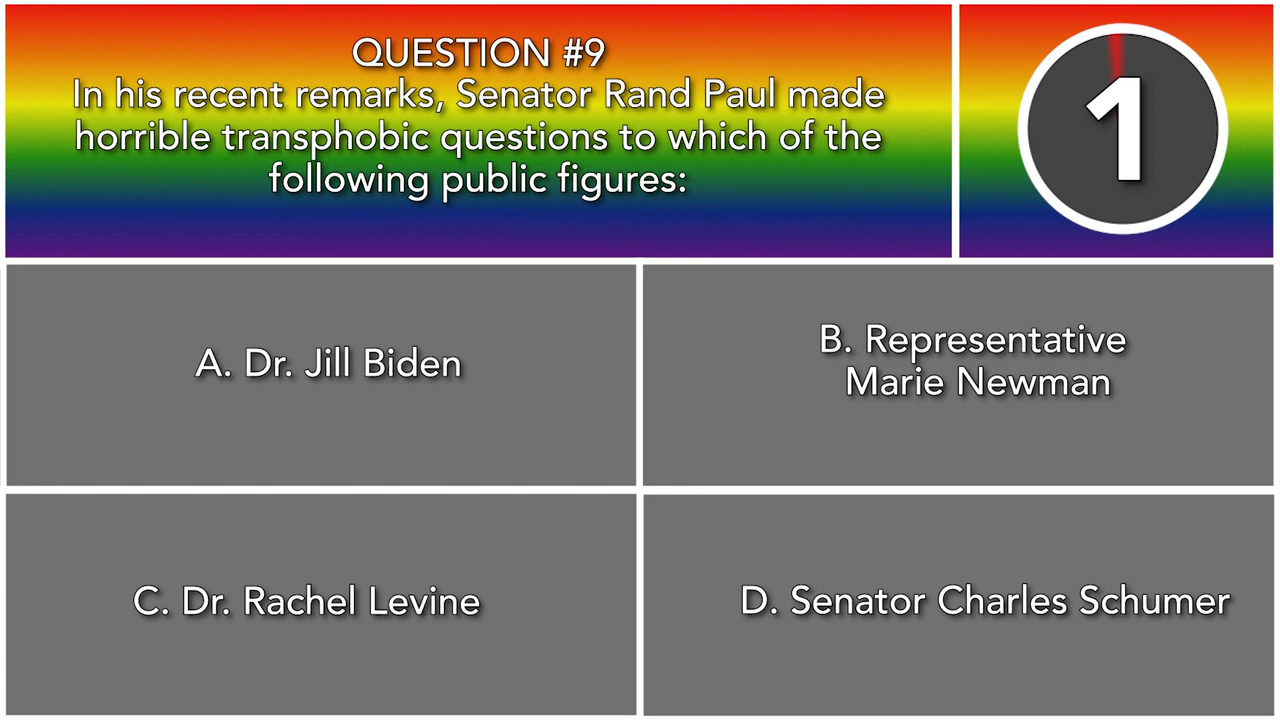 QUESTION #9
In his recent remarks, Senator Rand Paul made
horrible transphobic questions to which of the
following public figures:
1
A. Dr. Jill Biden
B. Representative
Marie Newman
C. Dr. Rachel Levine
D. Senator Charles Schumer